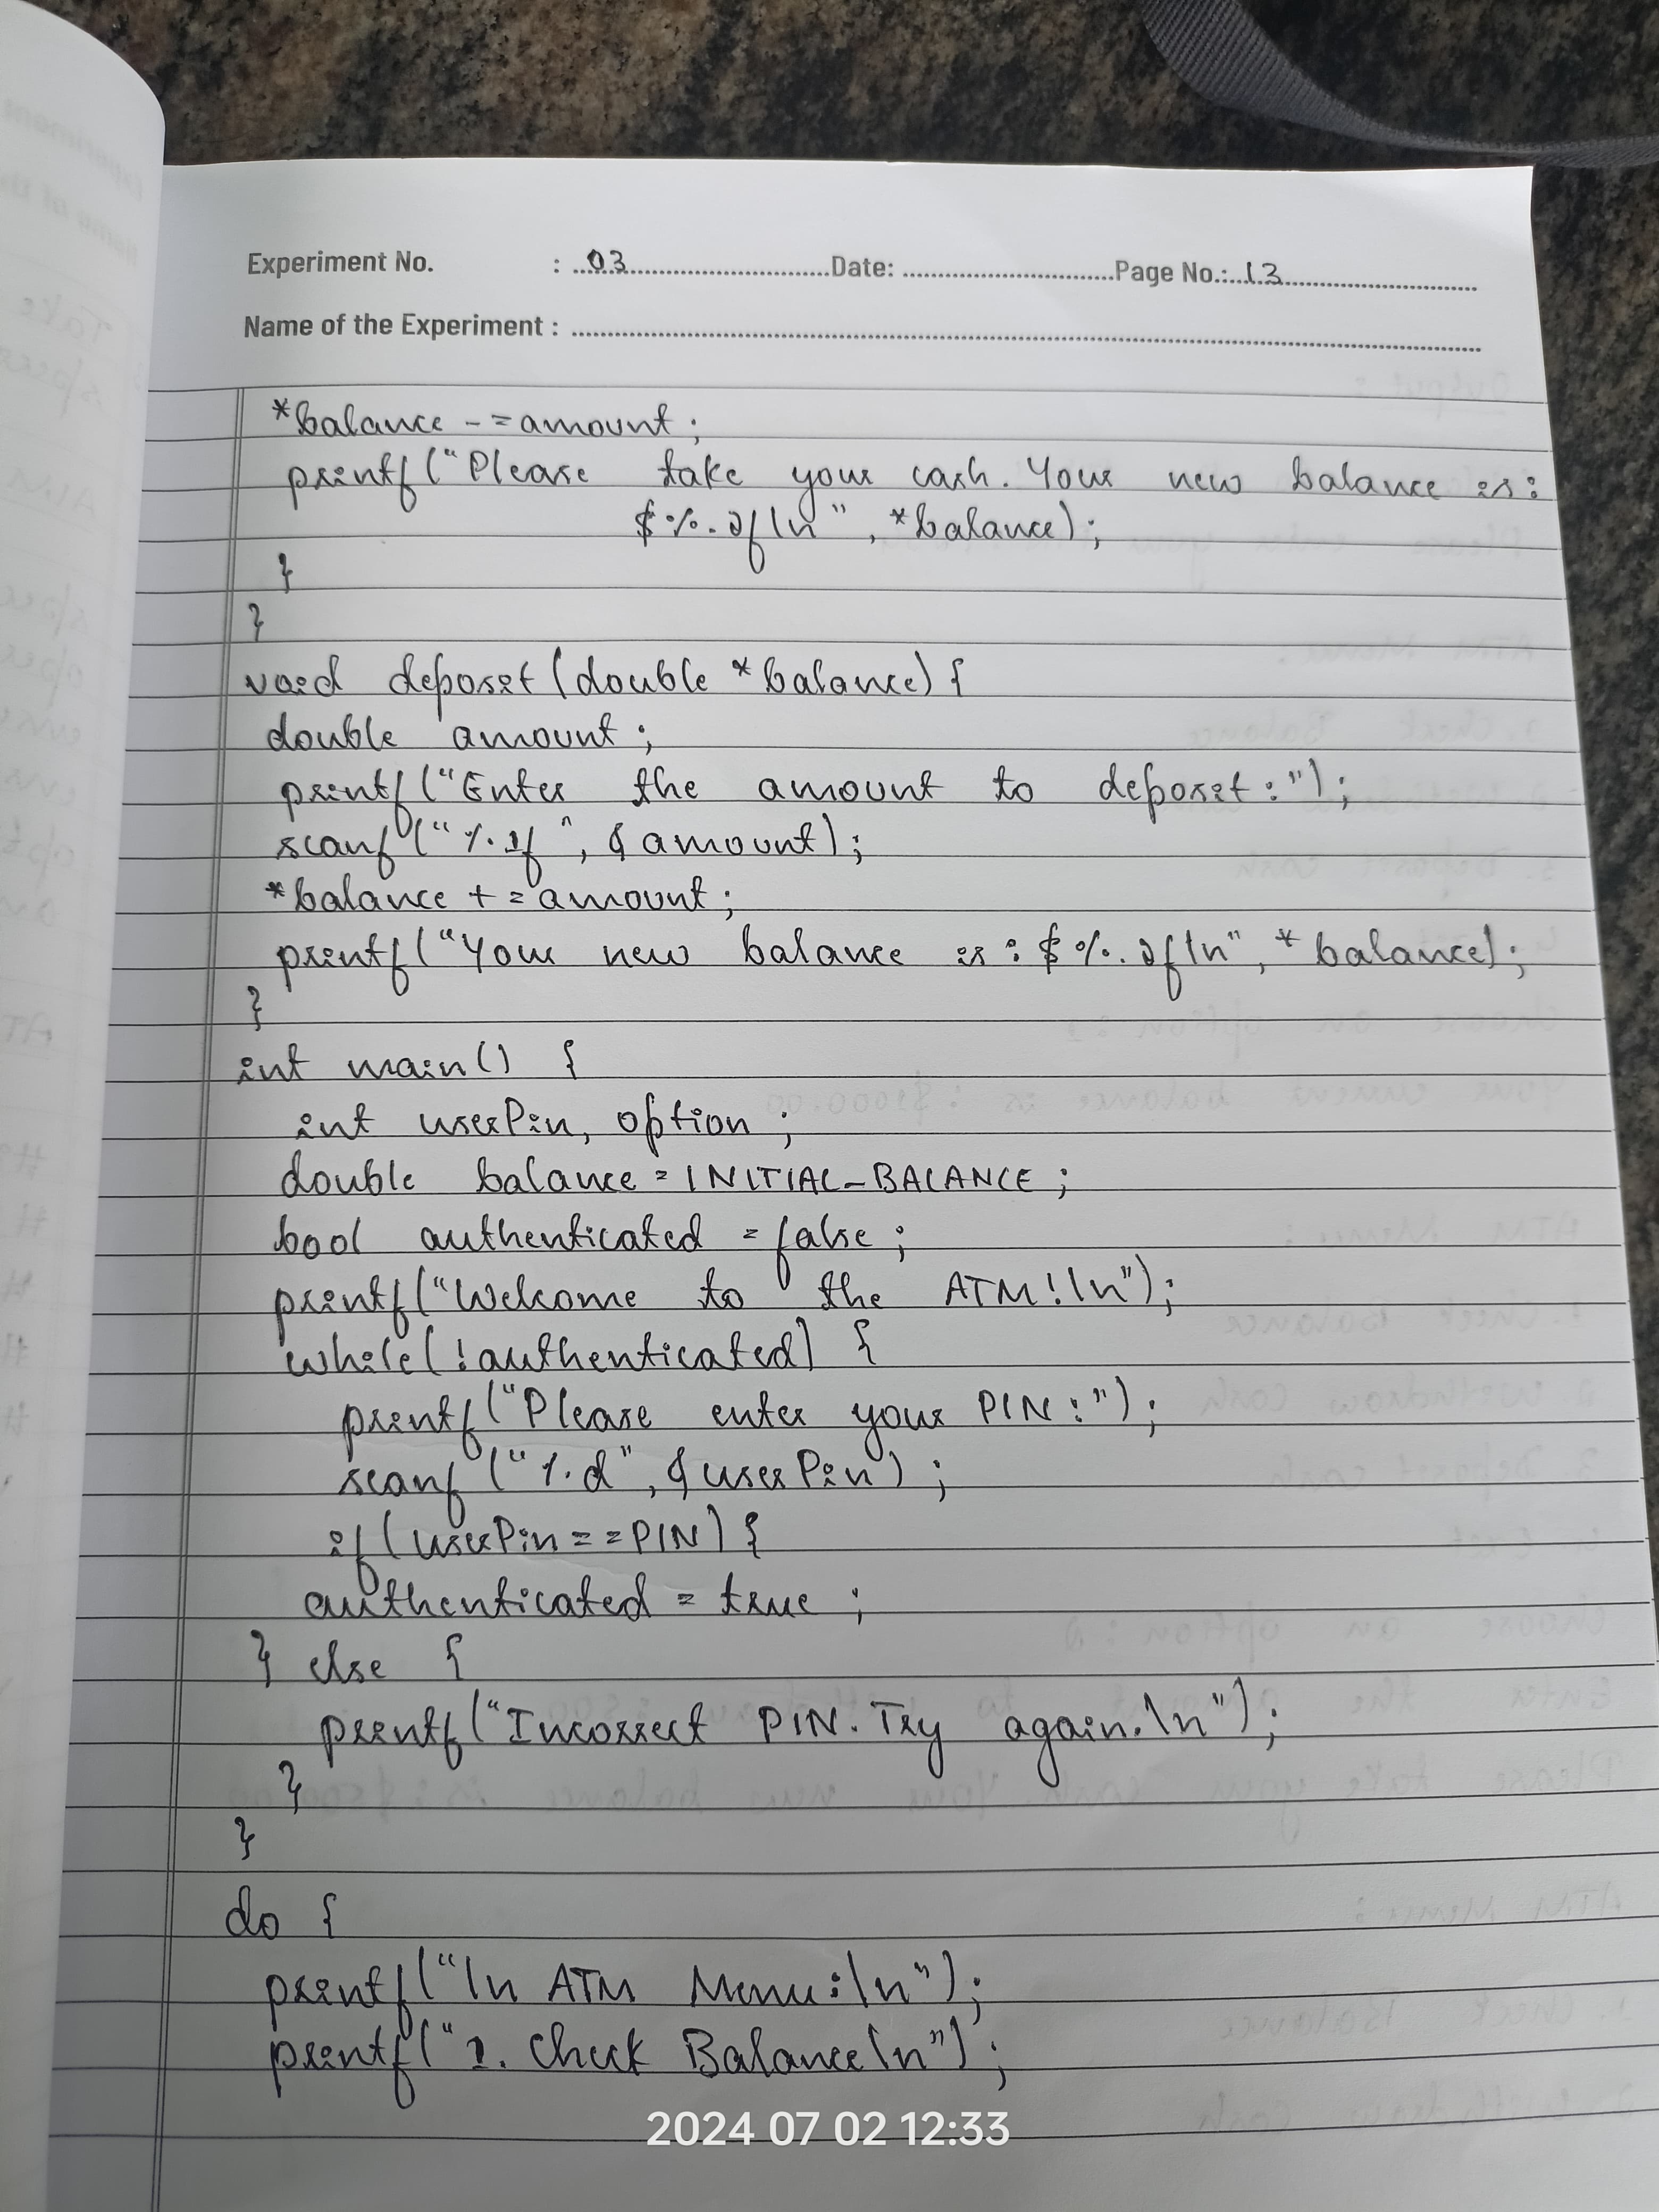 Experiment No. : 03 Date: Page No.: 13
Name of the Experiment :
*balance -= amount;
printf("Please take your cash. Your new balance is:
$%.2f\n", *balance);
}
}
void deposit(double *balance) {
double amount;
printf("Enter the amount to deposit:");
scanf("%lf", &amount);
*balance += amount;
printf("Your new balance is: $%.2f\n", *balance);
}
int main() {
int userPin, option;
double balance = INITIAL_BALANCE;
bool authenticated = false;
printf("Welcome to the ATM!\n");
while(!authenticated) {
printf("Please enter your PIN:");
scanf("%d", &userPin);
if(userPin==PIN) {
authenticated = true;
} else {
printf("Incorrect PIN. Try again.\n");
}
}
do {
printf("\n ATM Menu:\n");
printf("1. Check Balance\n");
2024 07 02 12:33